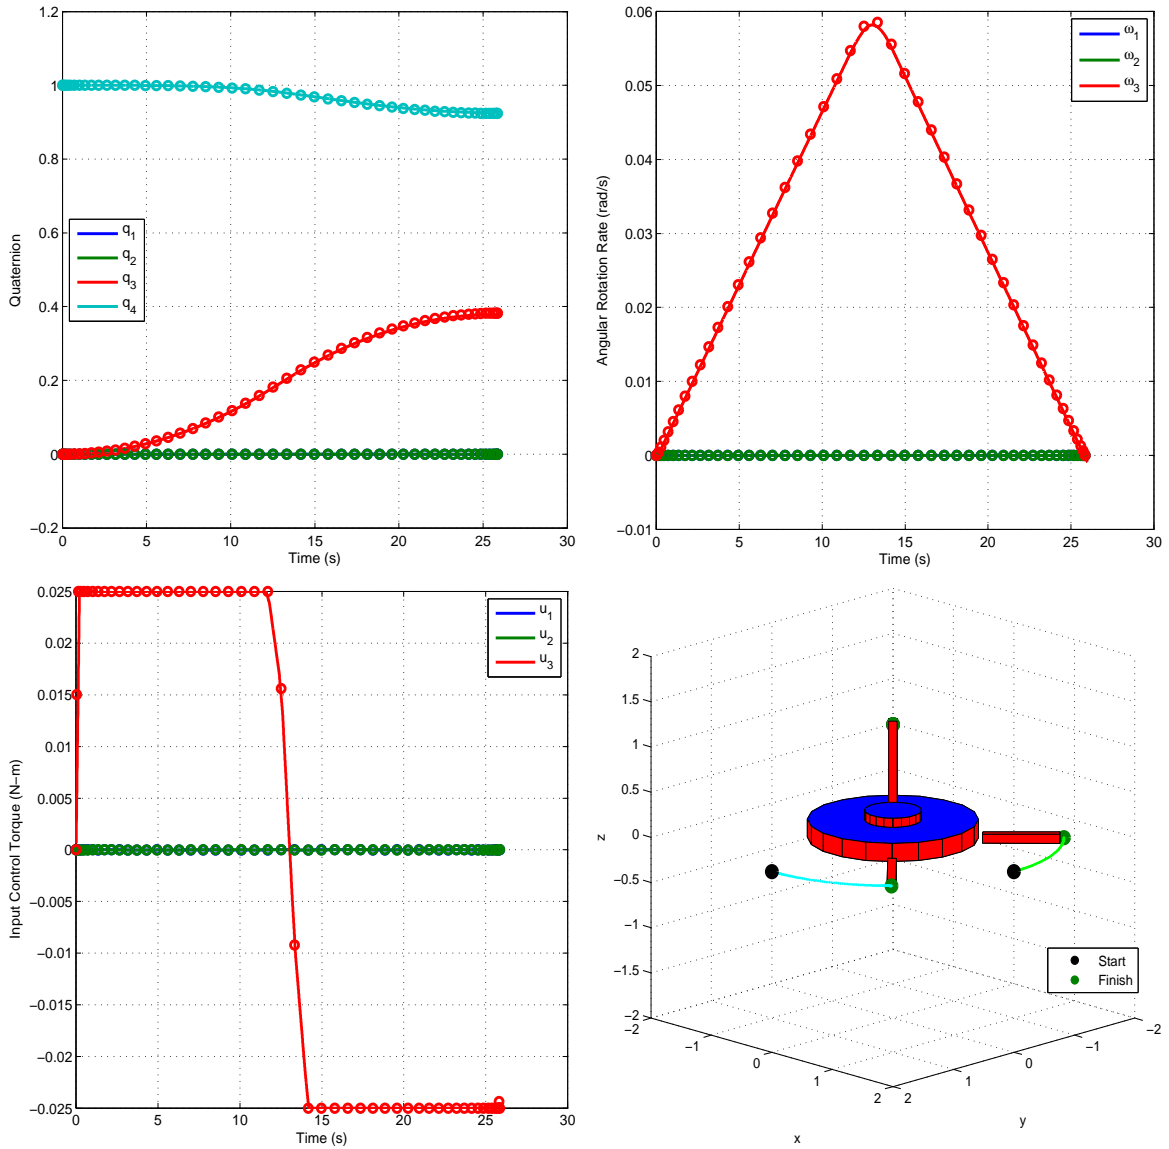 1.2
1
0.8
0.6
0.4
0.2
0
−0.2
Quaternion
q1
q2
q3
q4
0 5 10 15 20 25 30
Time (s)
0.06
0.05
0.04
0.03
0.02
0.01
0
−0.01
Angular Rotation Rate (rad/s)
ω1
ω2
ω3
0 5 10 15 20 25 30
Time (s)
0.025
0.02
0.015
0.01
0.005
0
−0.005
−0.01
−0.015
−0.02
−0.025
Input Control Torque (N−m)
u1
u2
u3
0 5 10 15 20 25 30
Time (s)
2
1.5
1
0.5
0
−0.5
−1
−1.5
−2
z
−2
−1
0
1
2
x
2
1
0
−1
−2
y
Start
Finish